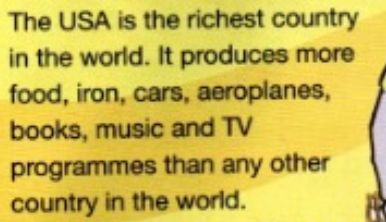 The USA is the richest country
in the world. It produces more
food, iron, cars, aeroplanes,
books, music and TV
programmes than any other
country in the world.